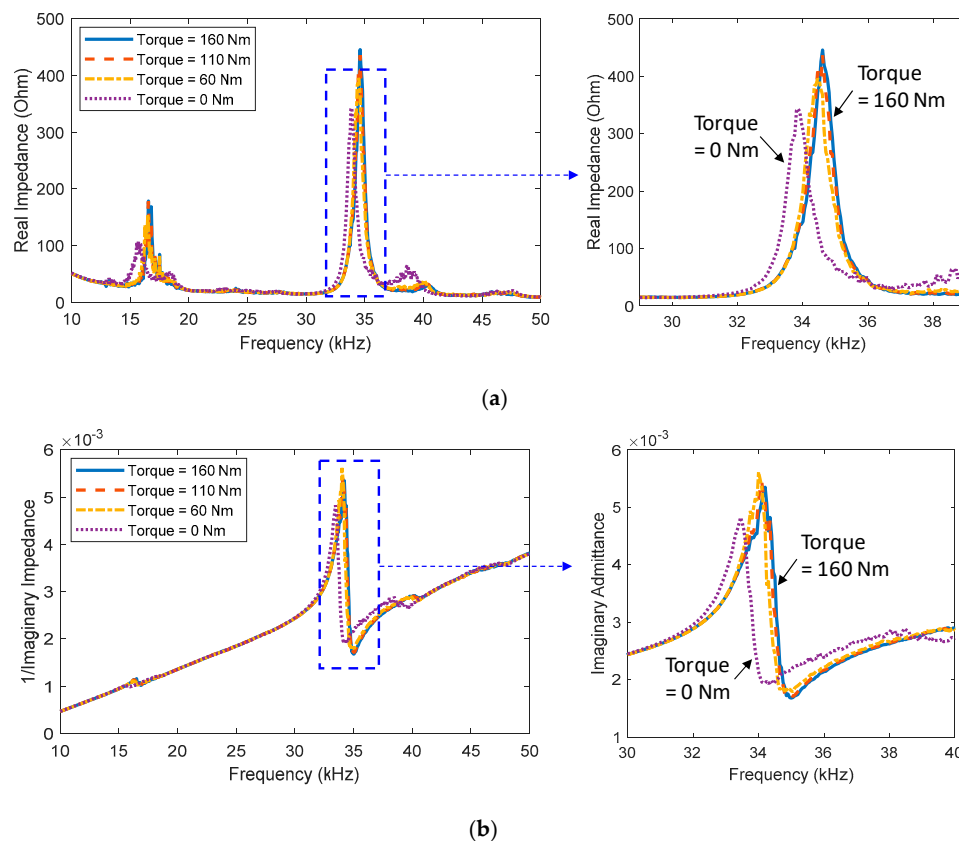 Real Impedance (Ohm)
500
400
300
200
100
0
Torque = 160 Nm
Torque = 110 Nm
Torque = 60 Nm
Torque = 0 Nm
10 15 20 25 30 35 40 45 50
Frequency (kHz)
Real Impedance (Ohm)
500
400
300
200
100
0
Torque
= 160 Nm
Torque
= 0 Nm
30 32 34 36 38
Frequency (kHz)
(a)
×10-3
1/Imaginary Impedance
6
5
4
3
2
1
0
Torque = 160 Nm
Torque = 110 Nm
Torque = 60 Nm
Torque = 0 Nm
10 15 20 25 30 35 40 45 50
Frequency (kHz)
×10-3
Imaginary Admittance
6
5
4
3
2
1
Torque
= 160 Nm
Torque
= 0 Nm
30 32 34 36 38 40
Frequency (kHz)
(b)